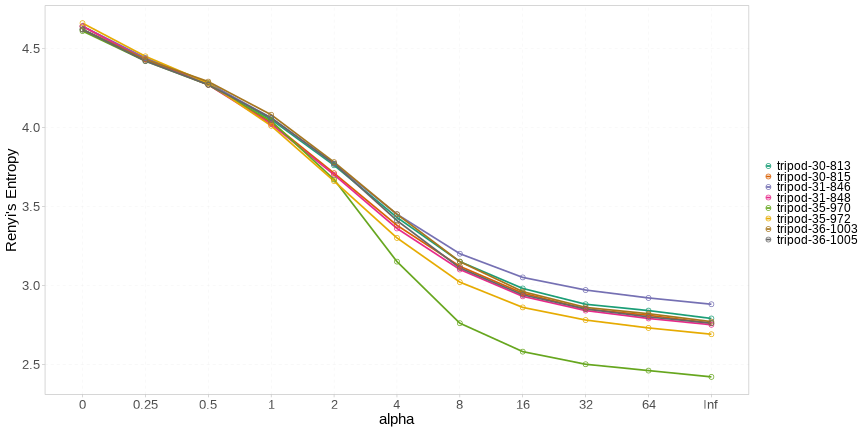 4.5
4.0
3.5
3.0
2.5
Renyi's Entropy
0 0.25 0.5 1 2 4 8 16 32 64 Inf
alpha
tripod-30-813
tripod-30-815
tripod-31-846
tripod-31-848
tripod-35-970
tripod-35-972
tripod-36-1003
tripod-36-1005